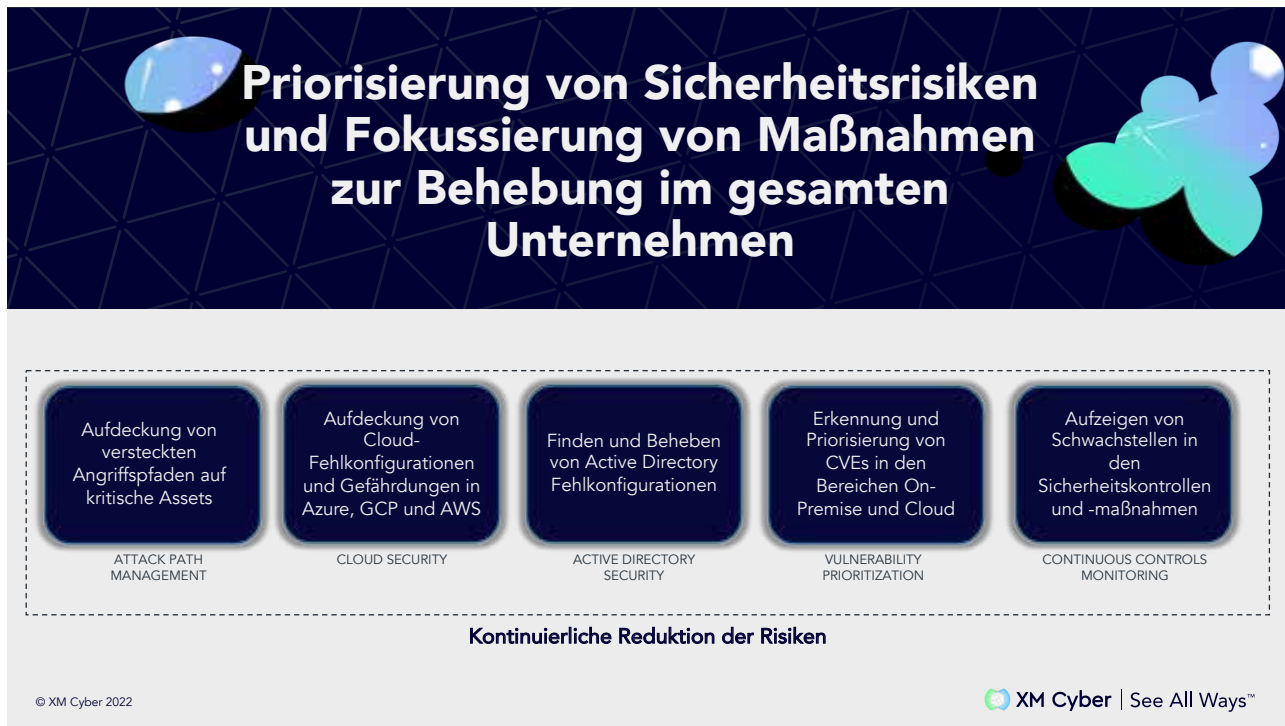 Priorisierung von Sicherheitsrisiken
und Fokussierung von Maßnahmen
zur Behebung im gesamten
Unternehmen
Aufdeckung von
versteckten
Angriffspfaden auf
kritische Assets
ATTACK PATH
MANAGEMENT
Aufdeckung von
Cloud-
Fehlkonfigurationen
und Gefährdungen in
Azure, GCP und AWS
CLOUD SECURITY
Finden und Beheben
von Active Directory
Fehlkonfigurationen
ACTIVE DIRECTORY
SECURITY
Erkennung und
Priorisierung von
CVEs in den
Bereichen On-
Premise und Cloud
VULNERABILITY
PRIORITIZATION
Aufzeigen von
Schwachstellen in
den
Sicherheitskontrollen
und -maßnahmen
CONTINUOUS CONTROLS
MONITORING
Kontinuierliche Reduktion der Risiken
© XM Cyber 2022
XM Cyber | See All Ways™